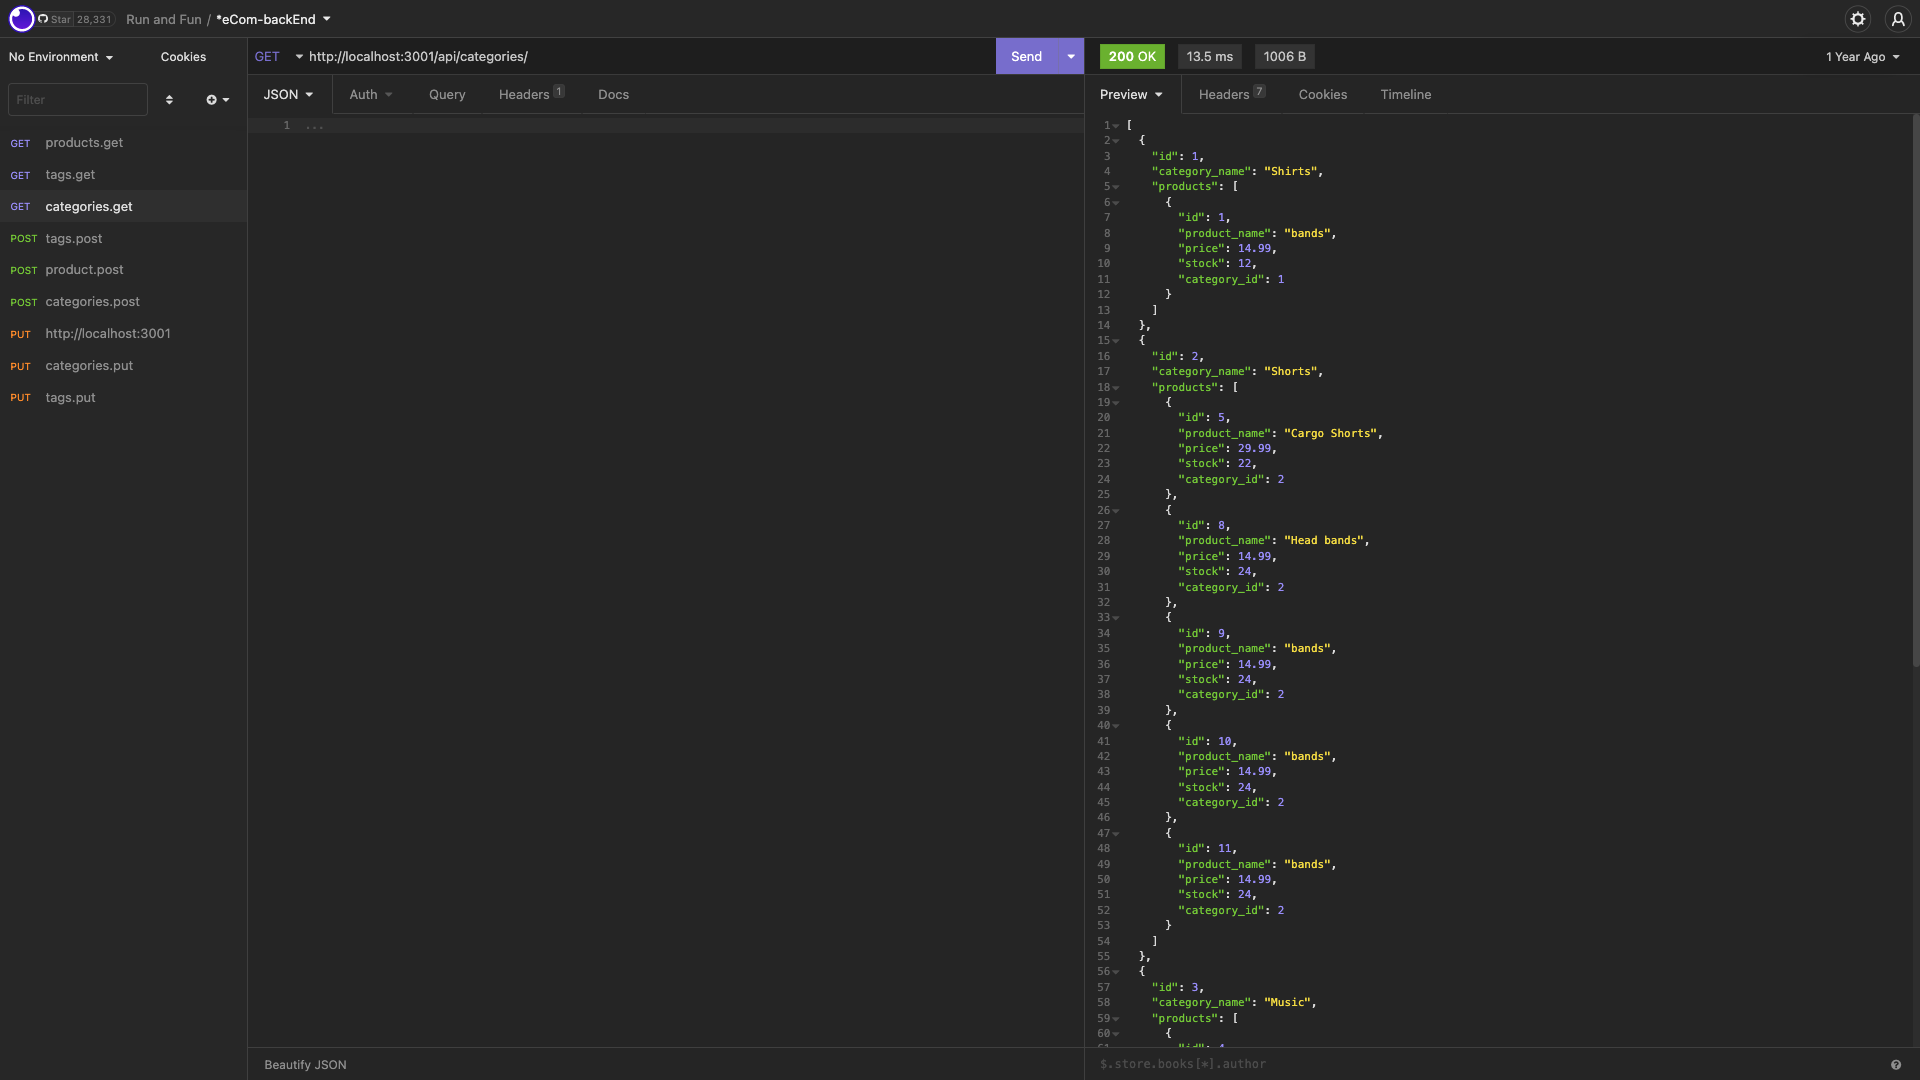 Star 28,331 Run and Fun / *eCom-backEnd
No Environment Cookies
GET http://localhost:3001/api/categories/ Send
200 OK 13.5 ms 1006 B 1 Year Ago
Filter
JSON Auth Query Headers 1 Docs
Preview Headers 7 Cookies Timeline
GET products.get
GET tags.get
GET categories.get
POST tags.post
POST product.post
POST categories.post
PUT http://localhost:3001
PUT categories.put
PUT tags.put
1 ...
1 [
2 {
3 "id": 1,
4 "category_name": "Shirts",
5 "products": [
6 {
7 "id": 1,
8 "product_name": "bands",
9 "price": 14.99,
10 "stock": 12,
11 "category_id": 1
12 }
13 ]
14 },
15 {
16 "id": 2,
17 "category_name": "Shorts",
18 "products": [
19 {
20 "id": 5,
21 "product_name": "Cargo Shorts",
22 "price": 29.99,
23 "stock": 22,
24 "category_id": 2
25 },
26 {
27 "id": 8,
28 "product_name": "Head bands",
29 "price": 14.99,
30 "stock": 24,
31 "category_id": 2
32 },
33 {
34 "id": 9,
35 "product_name": "bands",
36 "price": 14.99,
37 "stock": 24,
38 "category_id": 2
39 },
40 {
41 "id": 10,
42 "product_name": "bands",
43 "price": 14.99,
44 "stock": 24,
45 "category_id": 2
46 },
47 {
48 "id": 11,
49 "product_name": "bands",
50 "price": 14.99,
51 "stock": 24,
52 "category_id": 2
53 }
54 ]
55 },
56 {
57 "id": 3,
58 "category_name": "Music",
59 "products": [
60 {
Beautify JSON
$.store.books[*].author